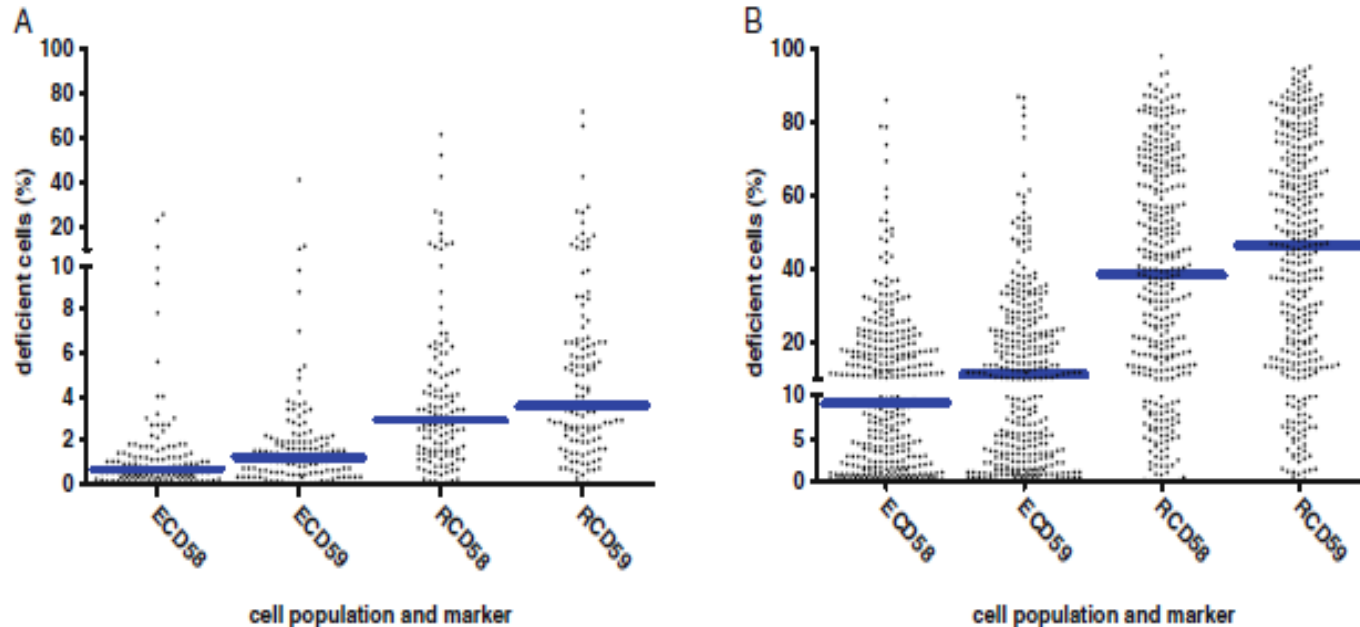 A
100
80
60
40
20
10
8
6
4
2
0
deficient cells (%)
ECD58
ECD59
RCD58
RCD59
cell population and marker
B
100
80
60
40
20
10
5
0
deficient cells (%)
ECD58
ECD59
RCD58
RCD59
cell population and marker